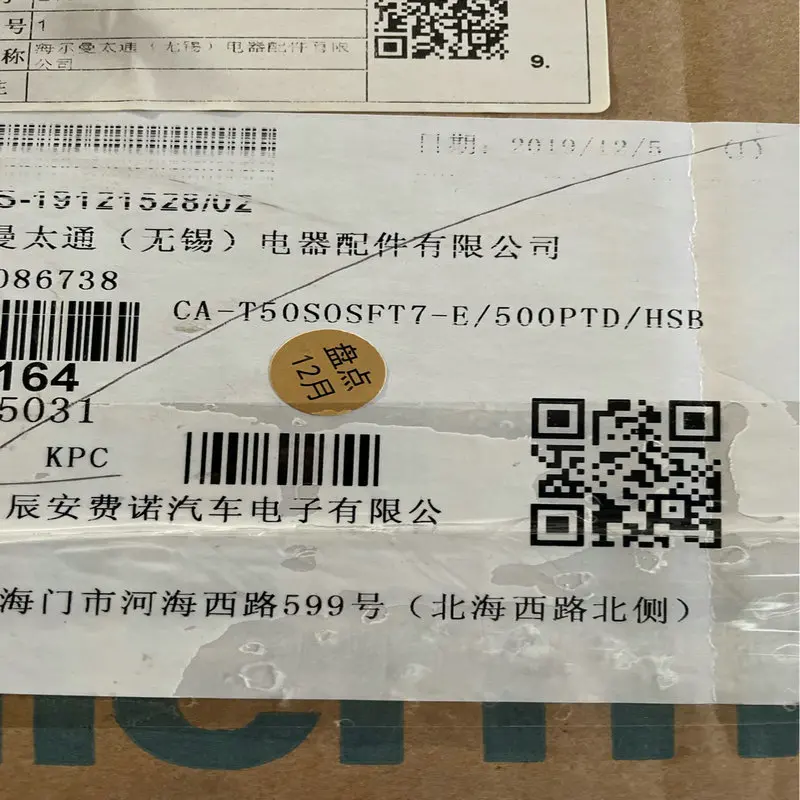 号 1
称 海尔曼太通（无锡）电器配件有限
公司
注
9.
日期: 2019/12/5 (1)
S-19121528/02
曼太通（无锡）电器配件有限公司
086738
CA-T50SOSFT7-E/500PTD/HSB
164
盘点
12月
5031
KPC
辰安费诺汽车电子有限公
海门市河海西路599号（北海西路北侧）